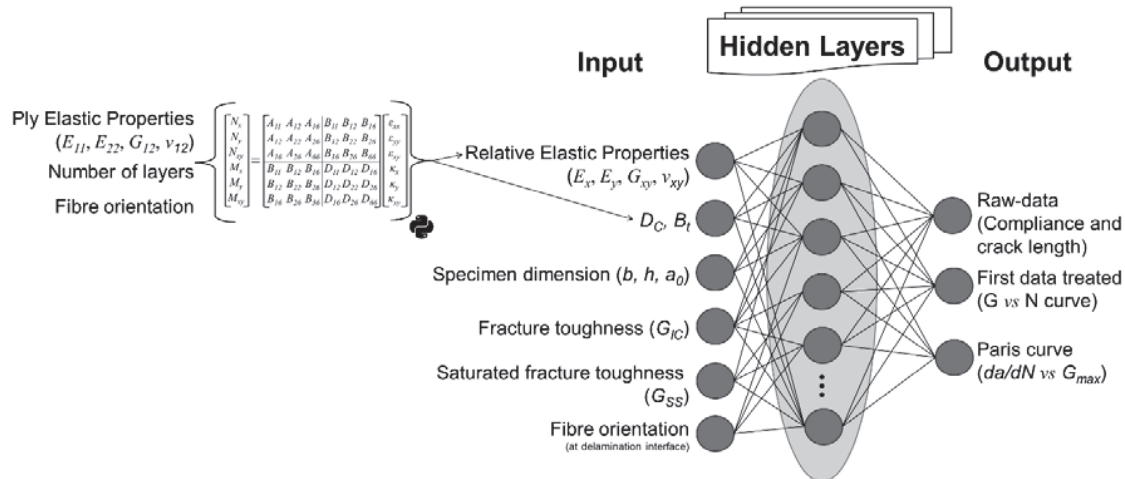 Hidden Layers
Input
Output
Ply Elastic Properties
(E11, E22, G12, ν12)
Number of layers
Fibre orientation
Nx A11 A12 A16 B11 B12 B16 εxx
Ny A12 A22 A26 B12 B22 B26 εyy
Nxy = A16 A26 A66 B16 B26 B66 εxy
Mx B11 B12 B16 D11 D12 D16 κx
My B12 B22 B26 D12 D22 D26 κy
Mxy B16 B26 B66 D16 D26 D66 κxy
Relative Elastic Properties
(Ex, Ey, Gxy, νxy)
DC, Bt
Specimen dimension (b, h, a0)
Fracture toughness (GIC)
Saturated fracture toughness
(GSS)
Fibre orientation
(at delamination interface)
Raw-data
(Compliance and
crack length)
First data treated
(G vs N curve)
Paris curve
(da/dN vs Gmax)